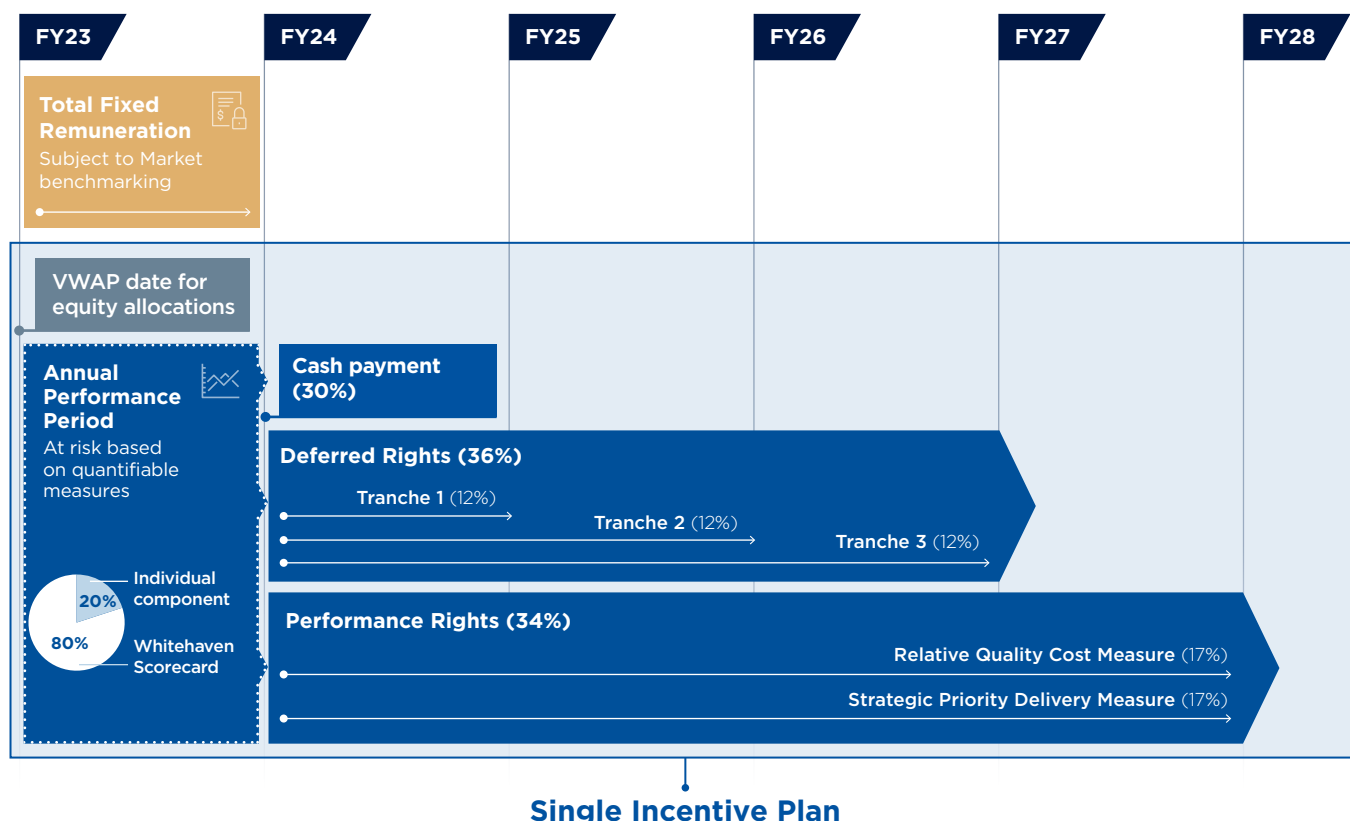 FY23
FY24
FY25
FY26
FY27
FY28
Total Fixed
Remuneration
Subject to Market
benchmarking
$
VWAP date for
equity allocations
Annual
Performance
Period
At risk based
on quantifiable
measures
20%
80%
Individual
component
Whitehaven
Scorecard
Cash payment
(30%)
Deferred Rights (36%)
Tranche 1 (12%)
Tranche 2 (12%)
Tranche 3 (12%)
Performance Rights (34%)
Relative Quality Cost Measure (17%)
Strategic Priority Delivery Measure (17%)
Single Incentive Plan